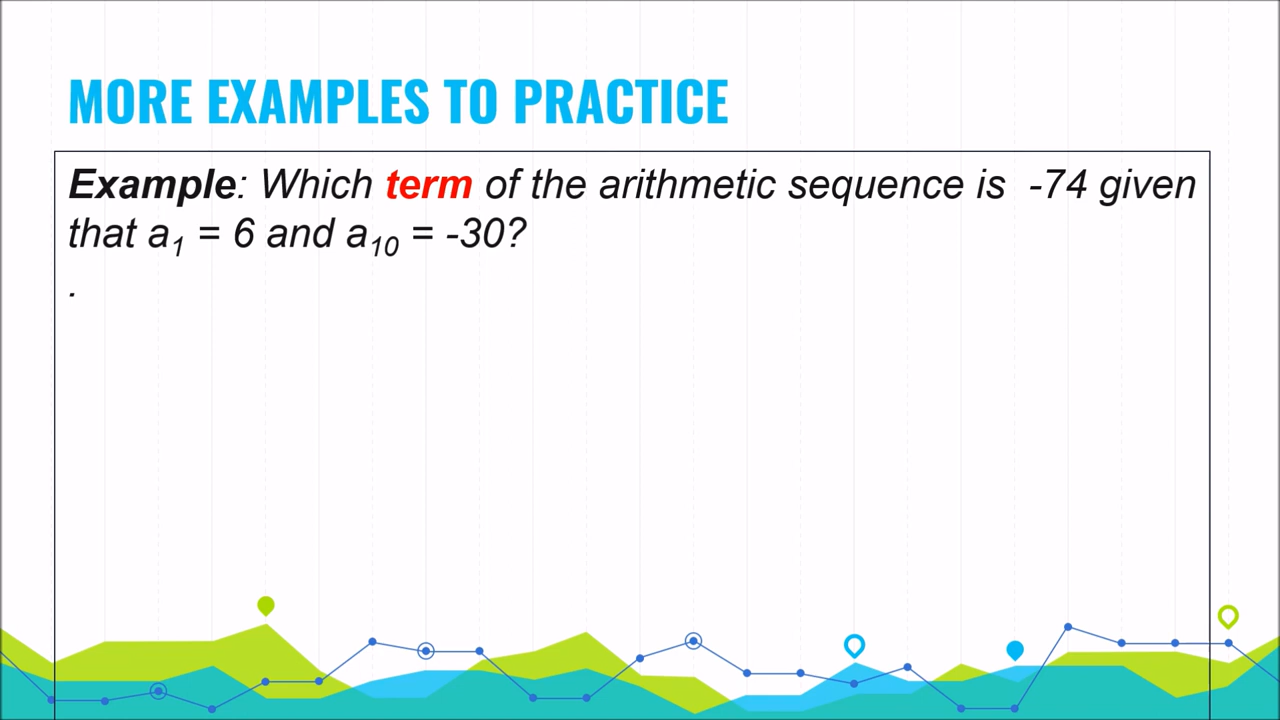 MORE EXAMPLES TO PRACTICE
Example: Which term of the arithmetic sequence is -74 given
that a₁ = 6 and a₁₀ = -30?
.